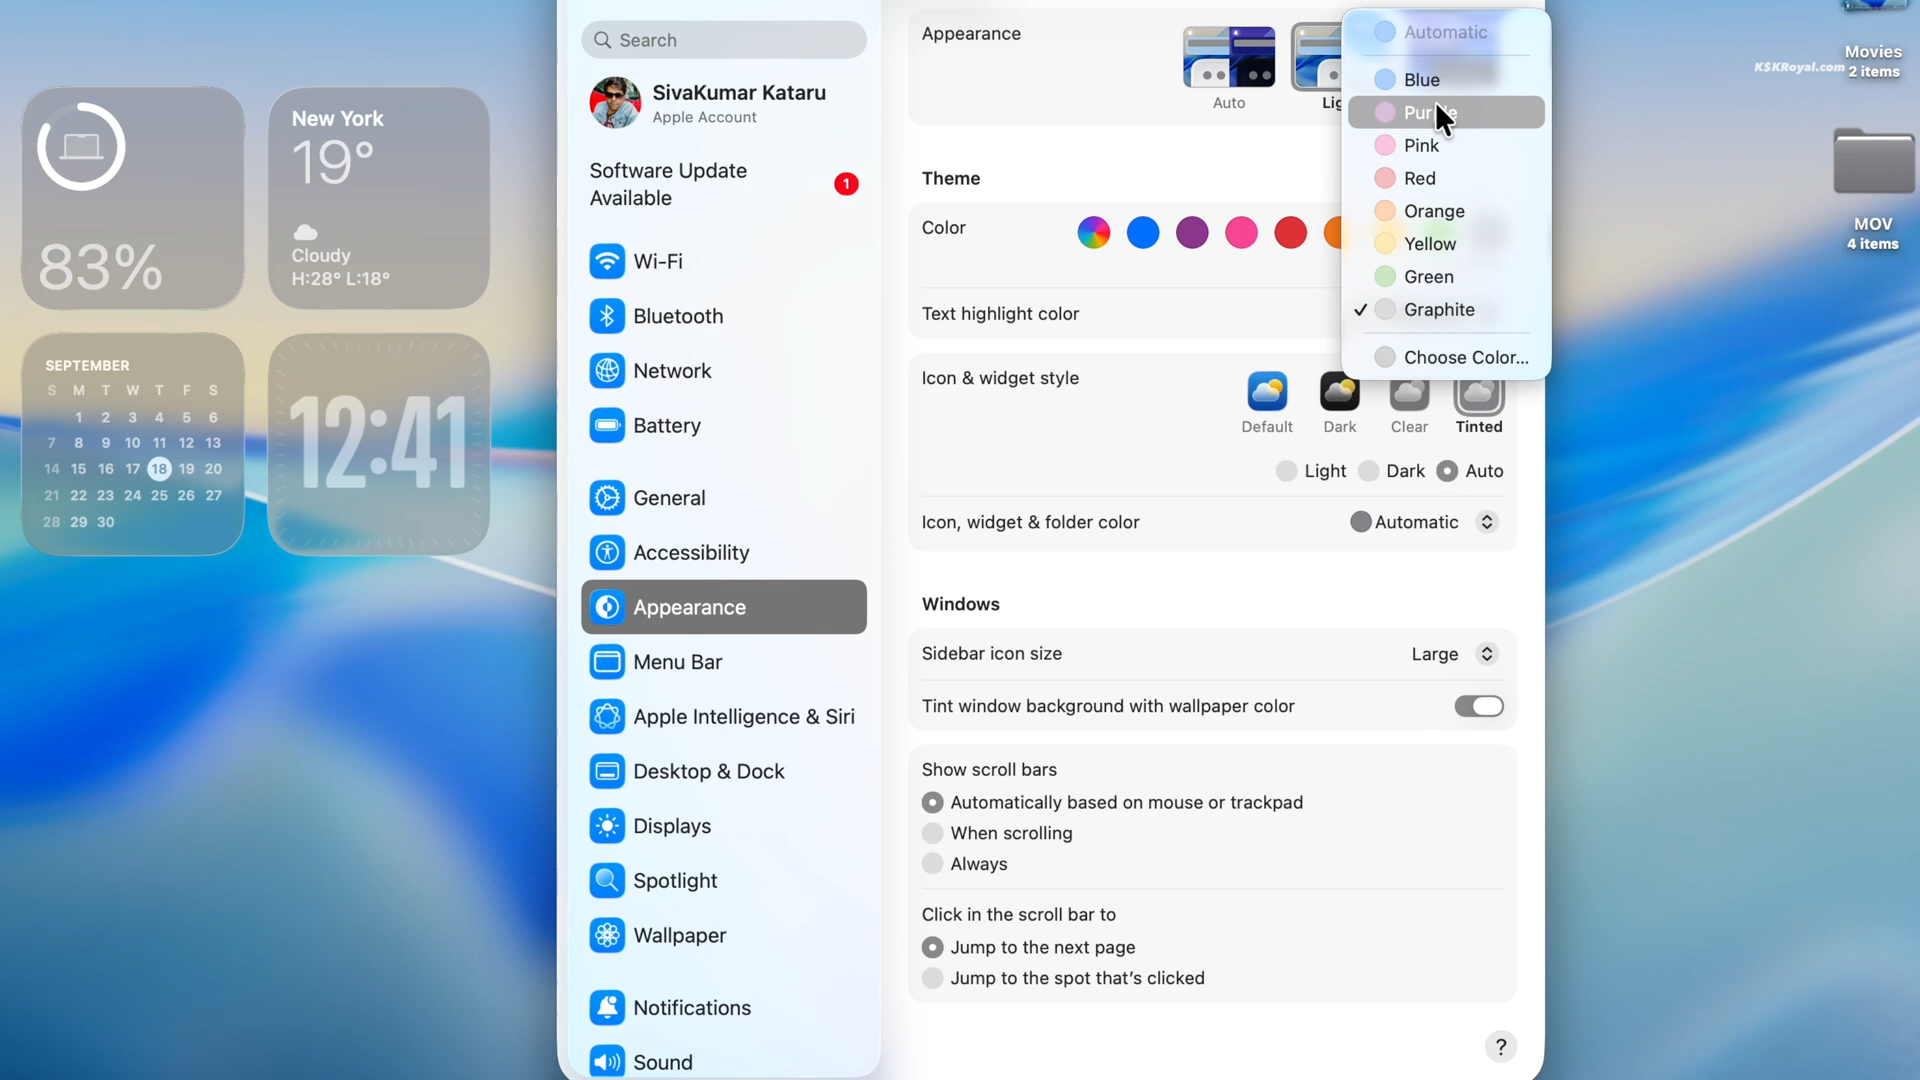 83%
New York
19°
Cloudy
H:28° L:18°
SEPTEMBER
S M T W T F S
1 2 3 4 5 6
7 8 9 10 11 12 13
14 15 16 17 18 19 20
21 22 23 24 25 26 27
28 29 30
12:41
Search
SivaKumar Kataru
Apple Account
Software Update
Available
1
Wi-Fi
Bluetooth
Network
Battery
General
Accessibility
Appearance
Menu Bar
Apple Intelligence & Siri
Desktop & Dock
Displays
Spotlight
Wallpaper
Notifications
Sound
Appearance
Auto
Theme
Color
Text highlight color
Automatic
Blue
Purple
Pink
Red
Orange
Yellow
Green
✓ Graphite
Choose Color...
Icon & widget style
Default Dark Clear Tinted
Light Dark Auto
Icon, widget & folder color Automatic
Windows
Sidebar icon size Large
Tint window background with wallpaper color
Show scroll bars
Automatically based on mouse or trackpad
When scrolling
Always
Click in the scroll bar to
Jump to the next page
Jump to the spot that's clicked
?
KSKRoyal.com
Movies
2 items
MOV
4 items